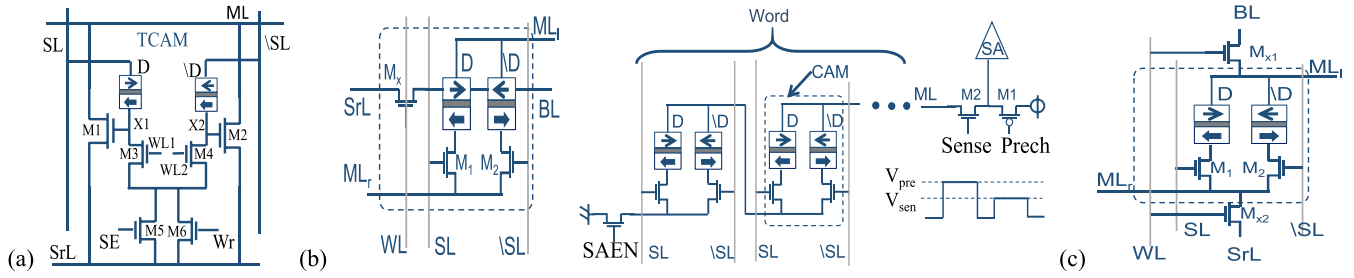 ML
SL
TCAM
\SL
D
\D
M1
X1
X2
M2
M3
WL1
M4
WL2
SE
M5
M6
Wr
SrL
(a)
ML
\D
D
Mx
SrL
BL
M1
M2
MLr
WL
SL
\SL
(b)
Word
SA
CAM
ML
M2
M1
D
\D
D
\D
Sense
Prech
Vpre
Vsen
SAEN
SL
\SL
SL
\SL
BL
Mx1
ML
D
\D
M1
M2
MLr
Mx2
WL
SL
SrL
\SL
(c)